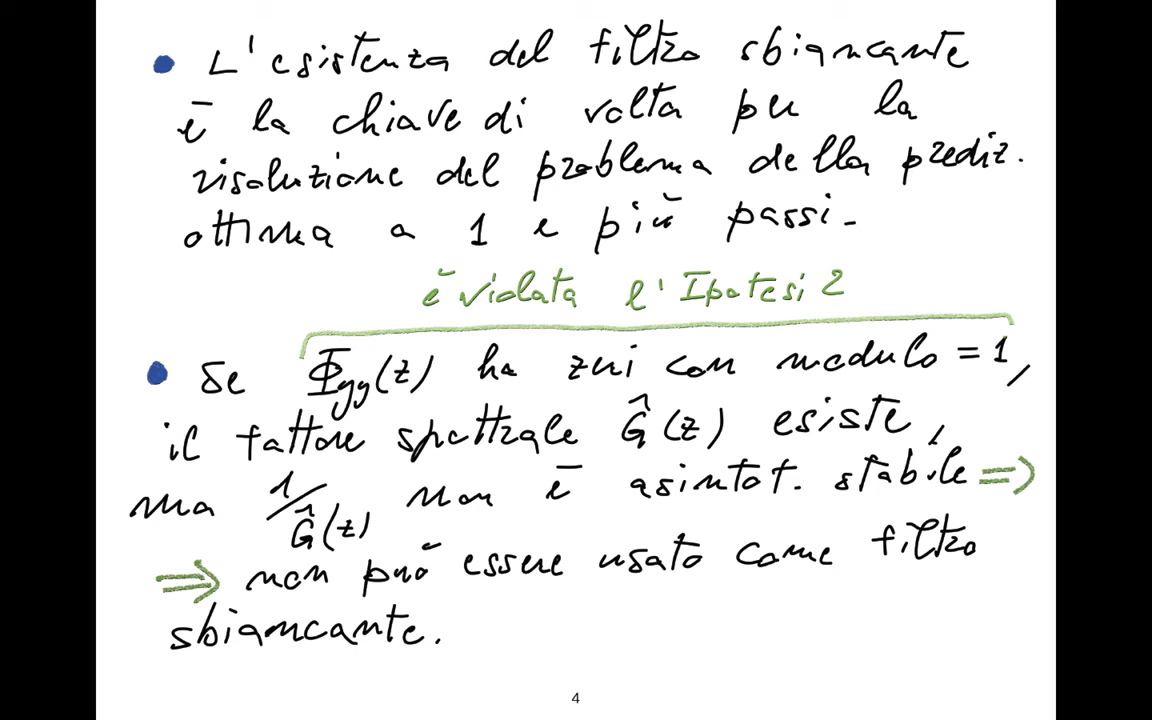 • L'esistenza del filtro sbiancante
è la chiave di volta per la
risoluzione del problema della prediz.
ottima a 1 e più passi.
è violata l'Ipotesi 2
• Se Φyy(z) ha zeri con modulo = 1,
il fattore spettrale Ĝ(z) esiste,
ma 1/Ĝ(z) non è asintot. stabile ⇒
⇒ non può essere usato come filtro
sbiancante.
4